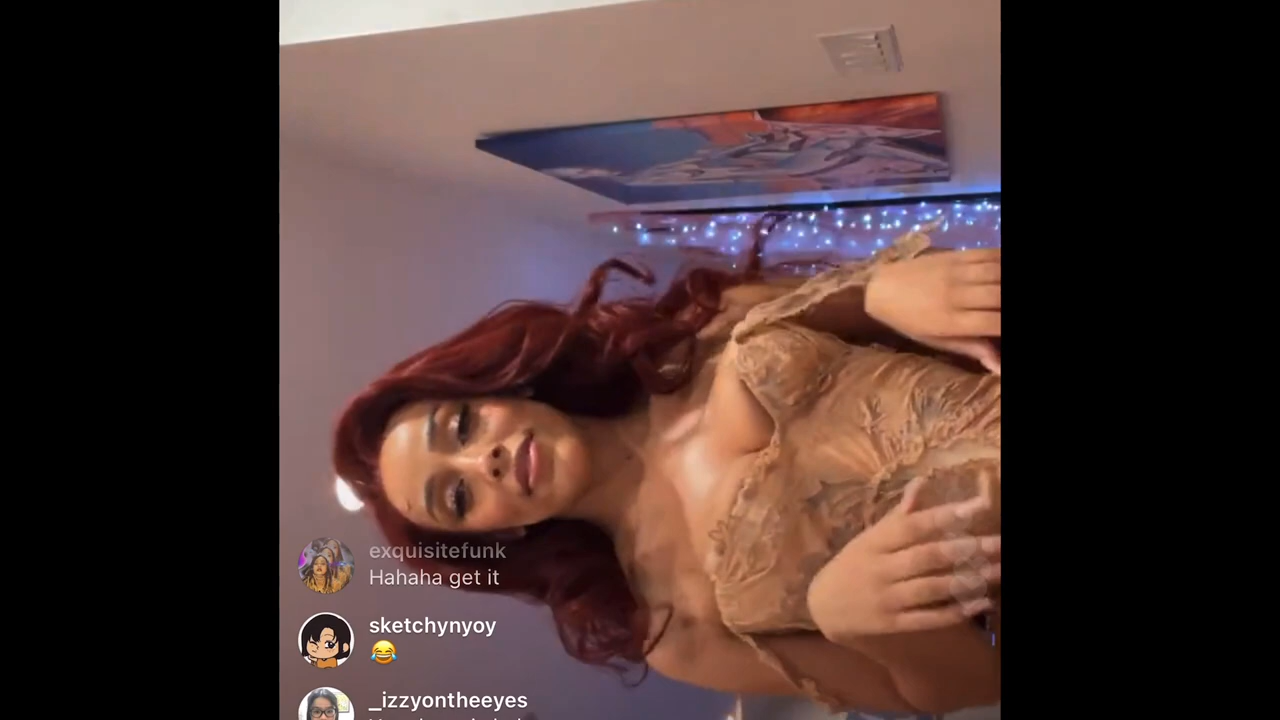 exquisitefunk
Hahaha get it
sketchynyoy
😂
_izzyontheeyes